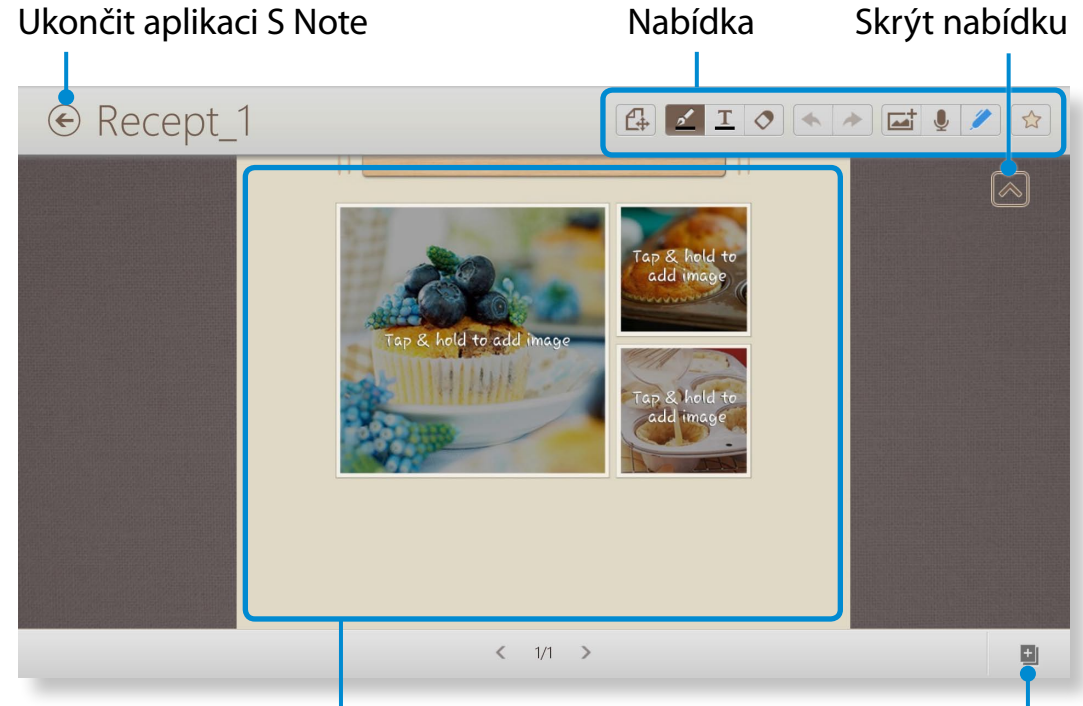 Ukončit aplikaci S Note
Nabídka
Skrýt nabídku
Recept_1
T
Tap & hold to
add image
Tap & hold to add image
Tap & hold to
add image
1/1